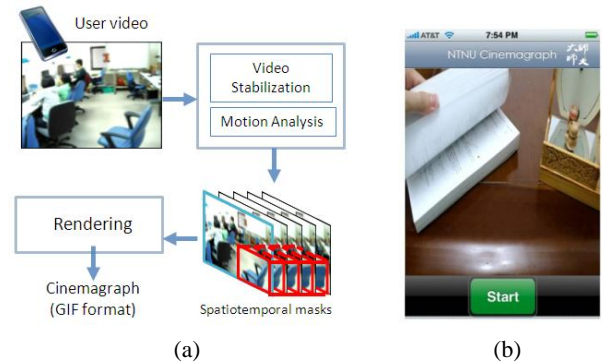 User video
Video
Stabilization
Motion Analysis
Rendering
Cinemagraph
(GIF format)
Spatiotemporal masks
(a)
AT&T 7:54 PM
NTNU Cinemagraph
Start
(b)